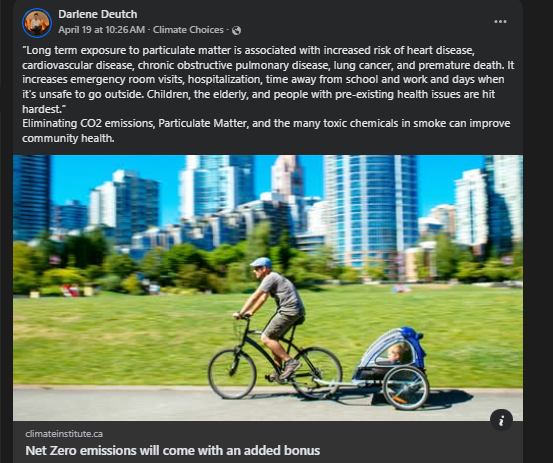 Darlene Deutch
April 19 at 10:26 AM · Climate Choices ·
“Long term exposure to particulate matter is associated with increased risk of heart disease,
cardiovascular disease, chronic obstructive pulmonary disease, lung cancer, and premature death. It
increases emergency room visits, hospitalization, time away from school and work and days when
it’s unsafe to go outside. Children, the elderly, and people with pre-existing health issues are hit
hardest.”
Eliminating CO2 emissions, Particulate Matter, and the many toxic chemicals in smoke can improve
community health.
climateinstitute.ca
Net Zero emissions will come with an added bonus